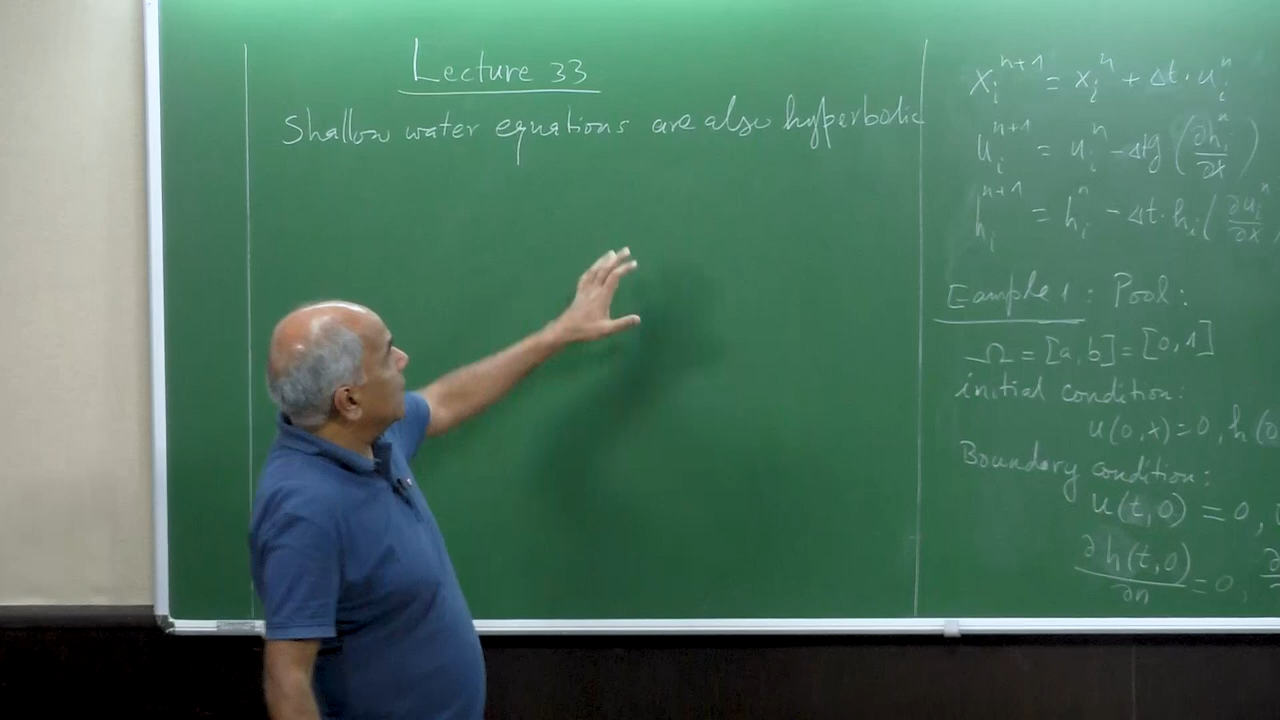 Lecture 33
Shallow water equations are also hyperbolic
x_i^{n+1} = x_i^n + Δt · u_i^n
u_i^{n+1} = u_i^n - Δtg (∂h_i^n/∂x)
h_i^{n+1} = h_i^n - Δt · h_i (∂u_i^n/∂x
Eample 1 : Pool :
Ω = [a, b] = [0, 1]
initial condition :
u(0, x) = 0, h (0
Boundary condition :
u(t, 0) = 0,
∂h(t, 0)/∂n = 0,